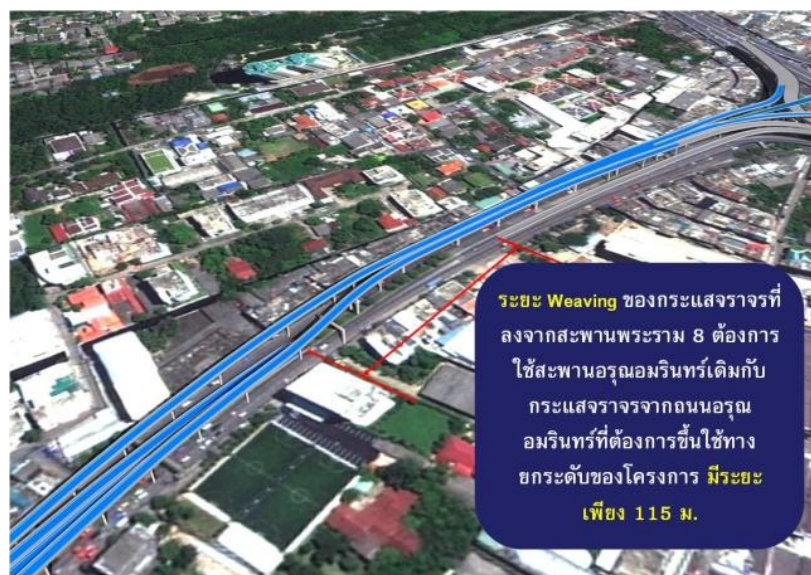 ระยะ Weaving ของกระแสจราจรที่
ลงจากสะพานพระราม 8 ต้องการ
ใช้สะพานอรุณอมรินทร์เดิมกับ
กระแสจราจรจากถนนอรุณ
อมรินทร์ที่ต้องการขึ้นใช้ทาง
ยกระดับของโครงการ มีระยะ
เพียง 115 ม.